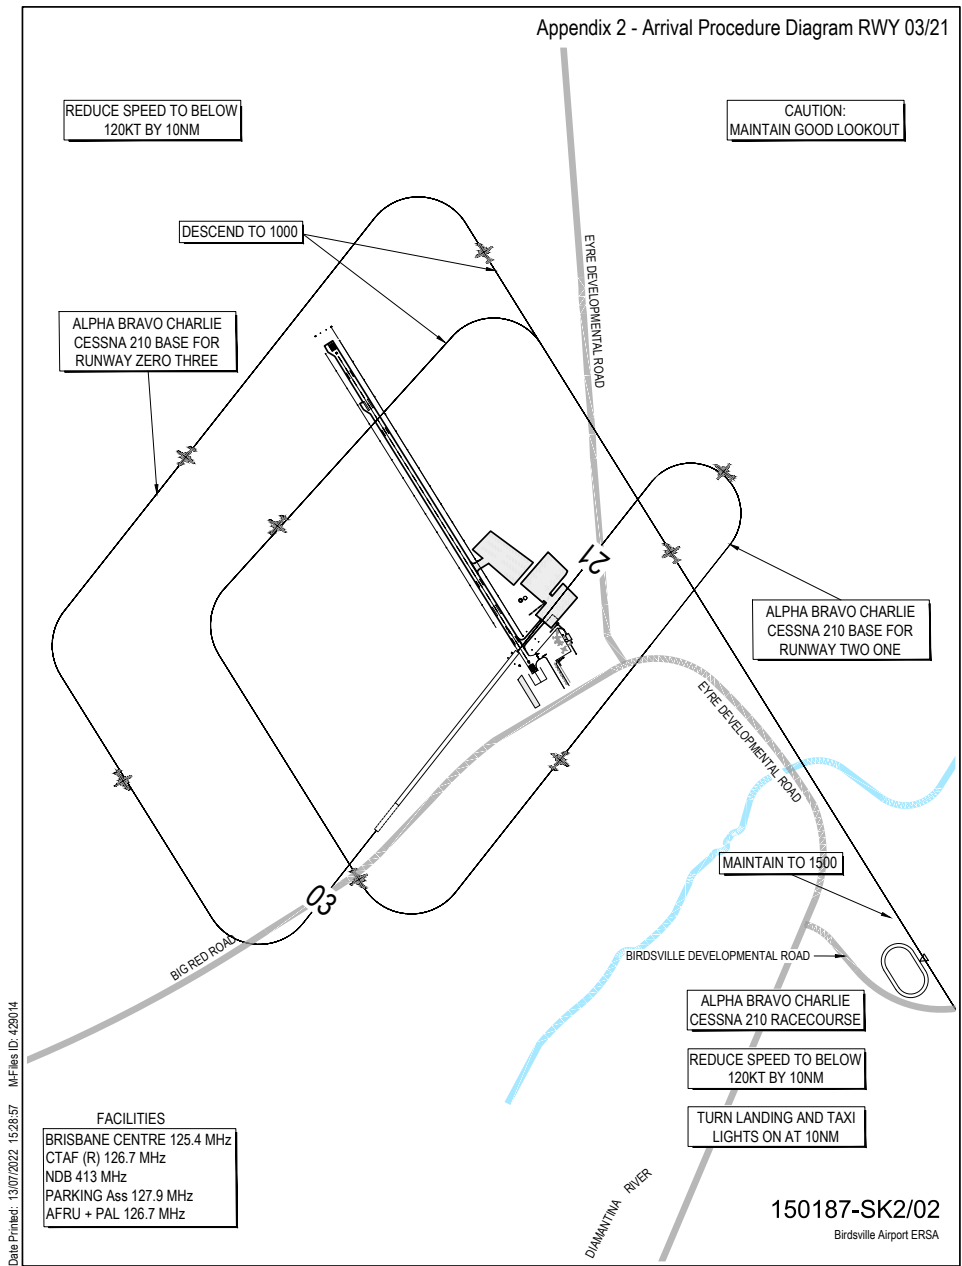 Appendix 2 - Arrival Procedure Diagram RWY 03/21
REDUCE SPEED TO BELOW
120KT BY 10NM
CAUTION:
MAINTAIN GOOD LOOKOUT
DESCEND TO 1000
EYRE DEVELOPMENTAL ROAD
ALPHA BRAVO CHARLIE
CESSNA 210 BASE FOR
RUNWAY ZERO THREE
21
ALPHA BRAVO CHARLIE
CESSNA 210 BASE FOR
RUNWAY TWO ONE
EYRE DEVELOPMENTAL ROAD
MAINTAIN TO 1500
03
BIG RED ROAD
BIRDSVILLE DEVELOPMENTAL ROAD
ALPHA BRAVO CHARLIE
CESSNA 210 RACECOURSE
REDUCE SPEED TO BELOW
120KT BY 10NM
TURN LANDING AND TAXI
LIGHTS ON AT 10NM
FACILITIES
BRISBANE CENTRE 125.4 MHz
CTAF (R) 126.7 MHz
NDB 413 MHz
PARKING Ass 127.9 MHz
AFRU + PAL 126.7 MHz
DIAMANTINA RIVER
150187-SK2/02
Birdsville Airport ERSA
Date Printed: 13/07/2022 15:28:57 M-Files ID: 429014